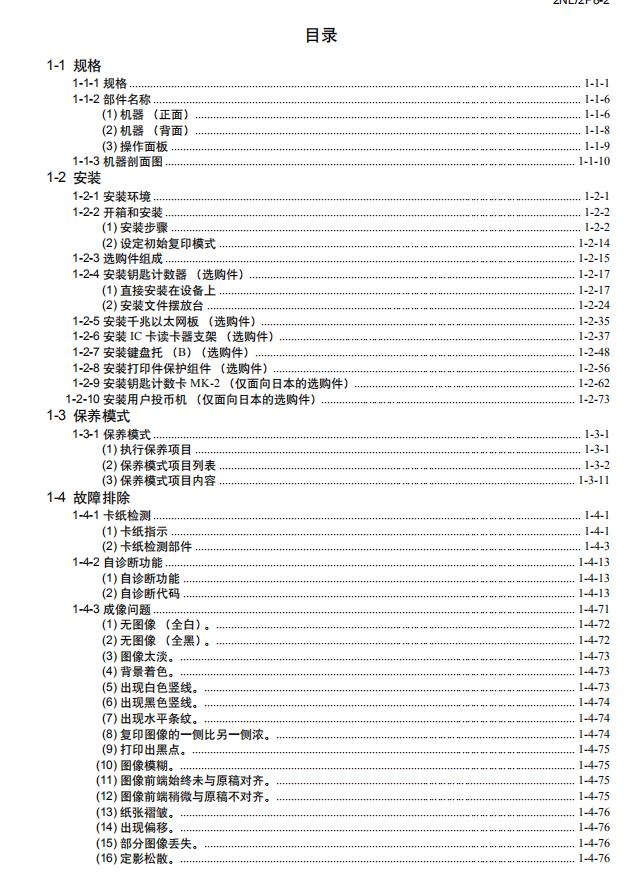 2NL/2P8-2
目录
1-1 规格
1-1-1 规格 1-1-1
1-1-2 部件名称 1-1-6
(1) 机器 （正面） 1-1-6
(2) 机器 （背面） 1-1-8
(3) 操作面板 1-1-9
1-1-3 机器剖面图 1-1-10
1-2 安装
1-2-1 安装环境 1-2-1
1-2-2 开箱和安装 1-2-2
(1) 安装步骤 1-2-2
(2) 设定初始复印模式 1-2-14
1-2-3 选购件组成 1-2-15
1-2-4 安装钥匙计数器 （选购件） 1-2-17
(1) 直接安装在设备上 1-2-17
(2) 安装文件摆放台 1-2-24
1-2-5 安装千兆以太网板 （选购件） 1-2-35
1-2-6 安装 IC 卡读卡器支架 （选购件） 1-2-37
1-2-7 安装键盘托 （B）（选购件） 1-2-48
1-2-8 安装打印件保护组件 （选购件） 1-2-56
1-2-9 安装钥匙计数卡 MK-2 （仅面向日本的选购件） 1-2-62
1-2-10 安装用户投币机 （仅面向日本的选购件） 1-2-73
1-3 保养模式
1-3-1 保养模式 1-3-1
(1) 执行保养项目 1-3-1
(2) 保养模式项目列表 1-3-2
(3) 保养模式项目内容 1-3-11
1-4 故障排除
1-4-1 卡纸检测 1-4-1
(1) 卡纸指示 1-4-1
(2) 卡纸检测部件 1-4-3
1-4-2 自诊断功能 1-4-13
(1) 自诊断功能 1-4-13
(2) 自诊断代码 1-4-13
1-4-3 成像问题 1-4-71
(1) 无图像 （全白）。 1-4-72
(2) 无图像 （全黑）。 1-4-72
(3) 图像太淡。 1-4-73
(4) 背景着色。 1-4-73
(5) 出现白色竖线。 1-4-73
(6) 出现黑色竖线。 1-4-74
(7) 出现水平条纹。 1-4-74
(8) 复印图像的一侧比另一侧浓。 1-4-74
(9) 打印出黑点。 1-4-75
(10) 图像模糊。 1-4-75
(11) 图像前端始终未与原稿对齐。 1-4-75
(12) 图像前端稍微与原稿不对齐。 1-4-75
(13) 纸张褶皱。 1-4-76
(14) 出现偏移。 1-4-76
(15) 部分图像丢失。 1-4-76
(16) 定影松散。 1-4-76